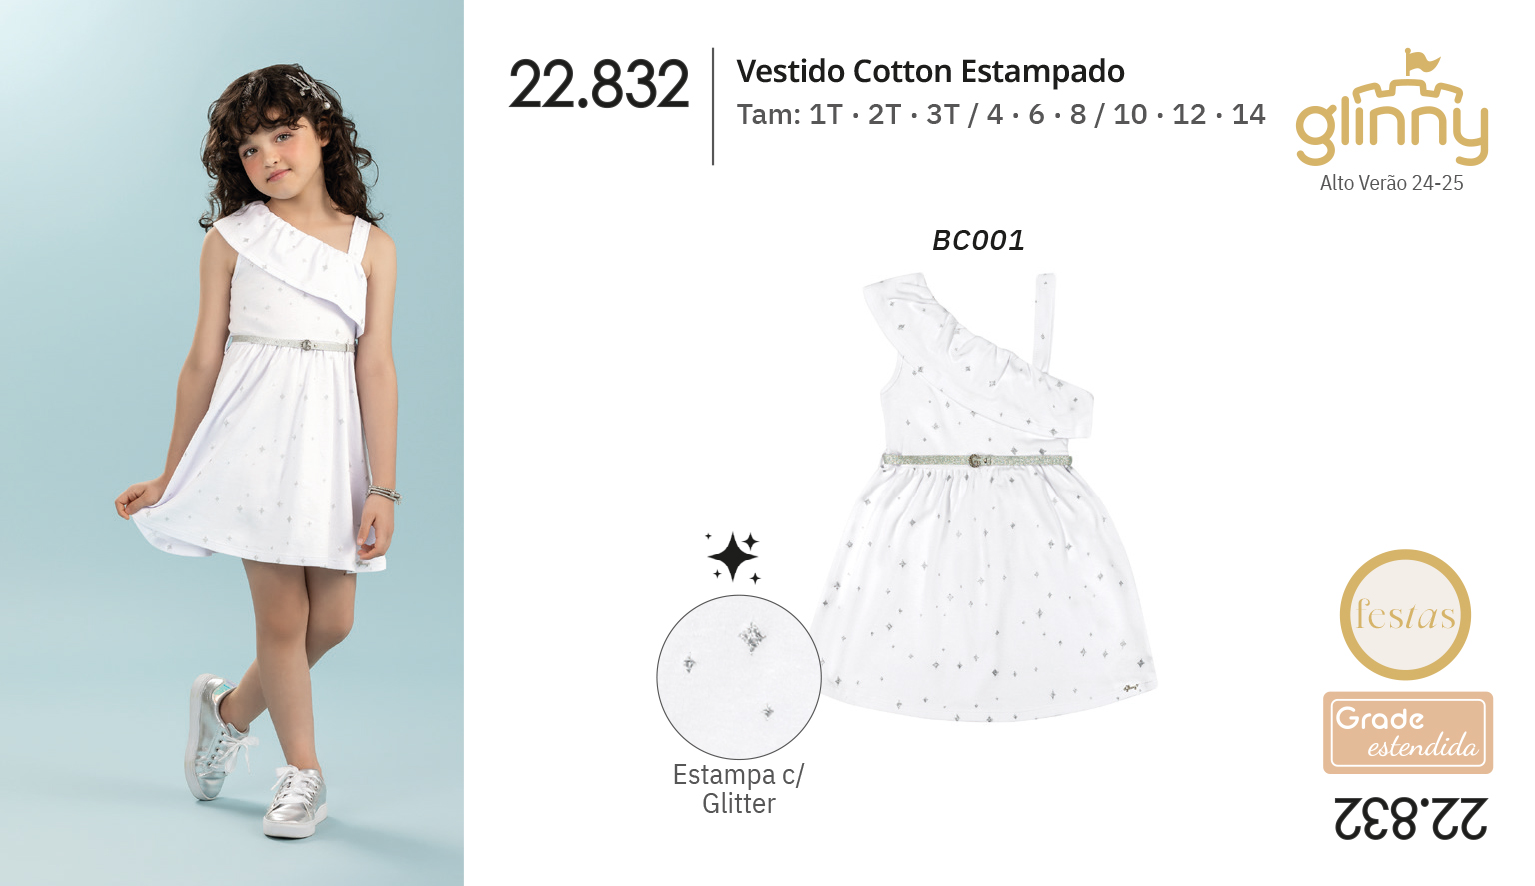 22.832
Vestido Cotton Estampado
Tam: 1T · 2T · 3T / 4 · 6 · 8 / 10 · 12 · 14
glinny
Alto Verão 24-25
BC001
Estampa c/
Glitter
festas
Grade
estendida
22.832